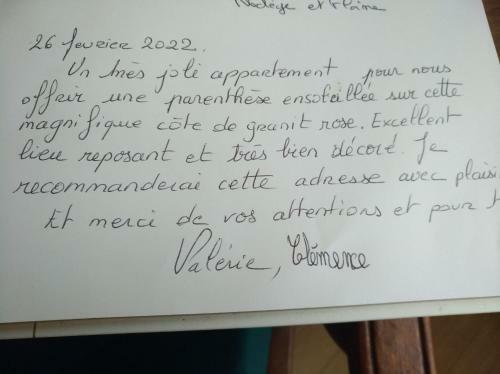 et
26 fevrier 2022.
Un très joli appartement pour nous
offrir une parenthèse ensoleillée sur cette
magnifique côte de granit rose. Excellent
lieu reposant et très bien décoré. Je
recommanderai cette adresse avec plaisi
Et merci de vos attentions et pour
Valérie, Clémence